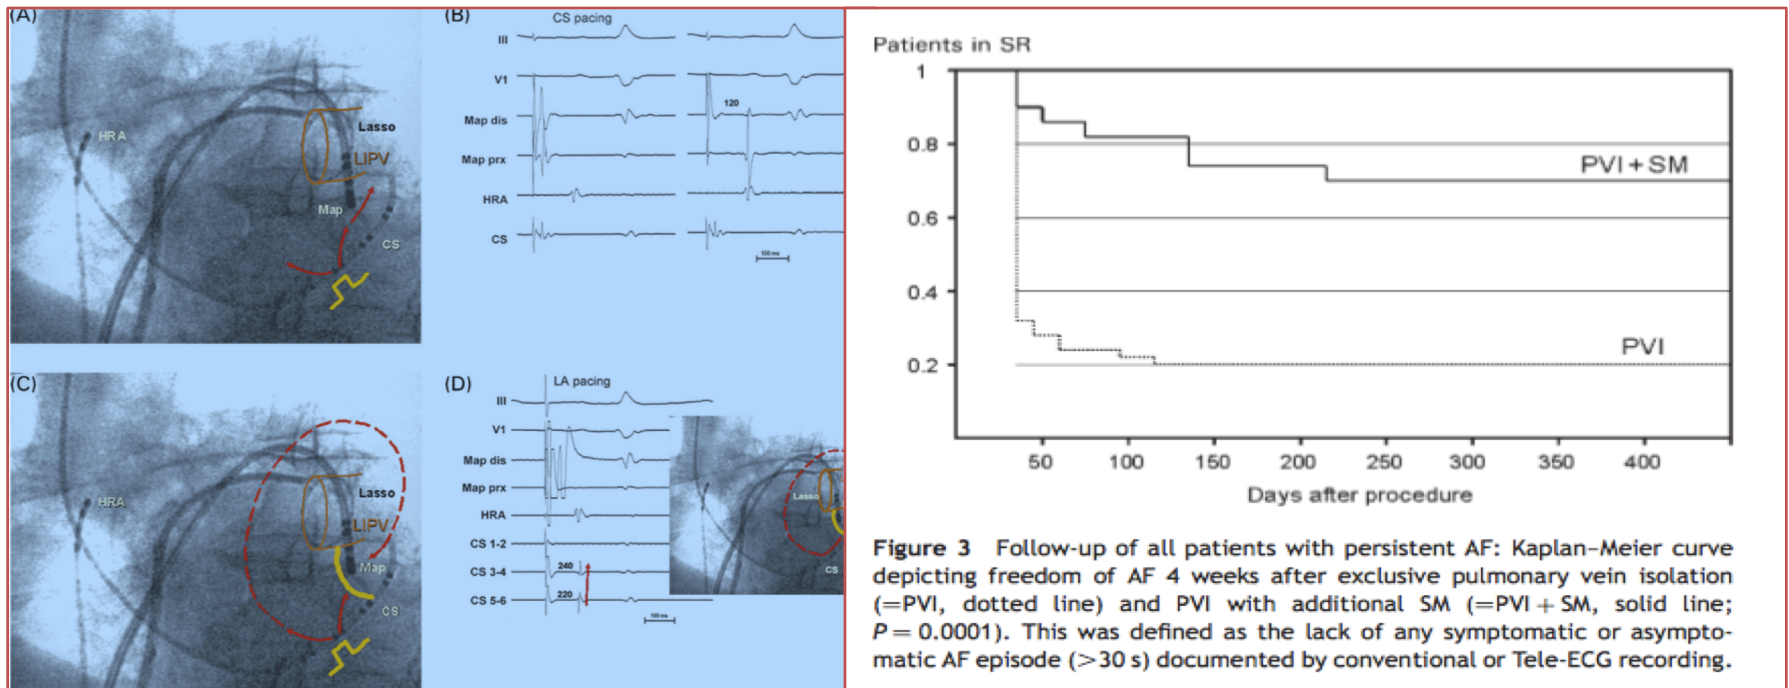 (A)
HRA
Lasso
LIPV
Map
CS
(B)
CS pacing
III
V1
Map dis
120
Map prx
HRA
CS
100 ms
(C)
HRA
Lasso
LIPV
Map
CS
(D)
LA pacing
III
V1
Map dis
Map prx
HRA
CS 1-2
CS 3-4
240
CS 5-6
220
100 ms
Lasso
CS
Patients in SR
1
0.8
PVI + SM
0.6
0.4
PVI
0.2
50 100 150 200 250 300 350 400
Days after procedure
Figure 3 Follow-up of all patients with persistent AF: Kaplan–Meier curve
depicting freedom of AF 4 weeks after exclusive pulmonary vein isolation
(=PVI, dotted line) and PVI with additional SM (=PVI + SM, solid line;
P = 0.0001). This was defined as the lack of any symptomatic or asympto-
matic AF episode (>30 s) documented by conventional or Tele-ECG recording.